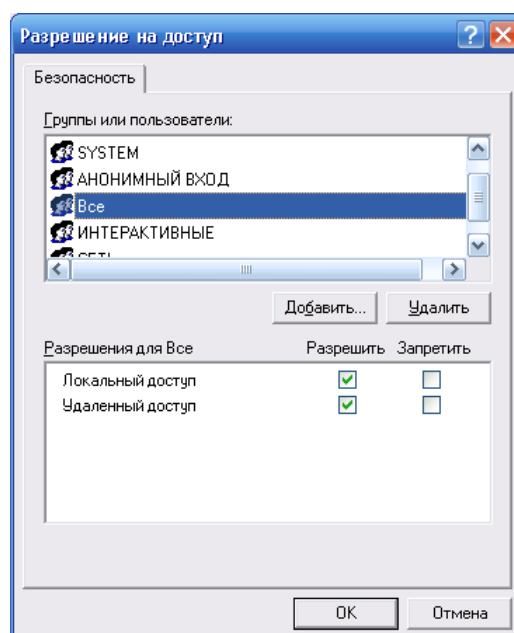 Разрешение на доступ
Безопасность
Группы или пользователи:
SYSTEM
АНОНИМНЫЙ ВХОД
Все
ИНТЕРАКТИВНЫЕ
СЕТЬ
Добавить... Удалить
Разрешения для Все Разрешить Запретить
Локальный доступ
Удаленный доступ
OK Отмена